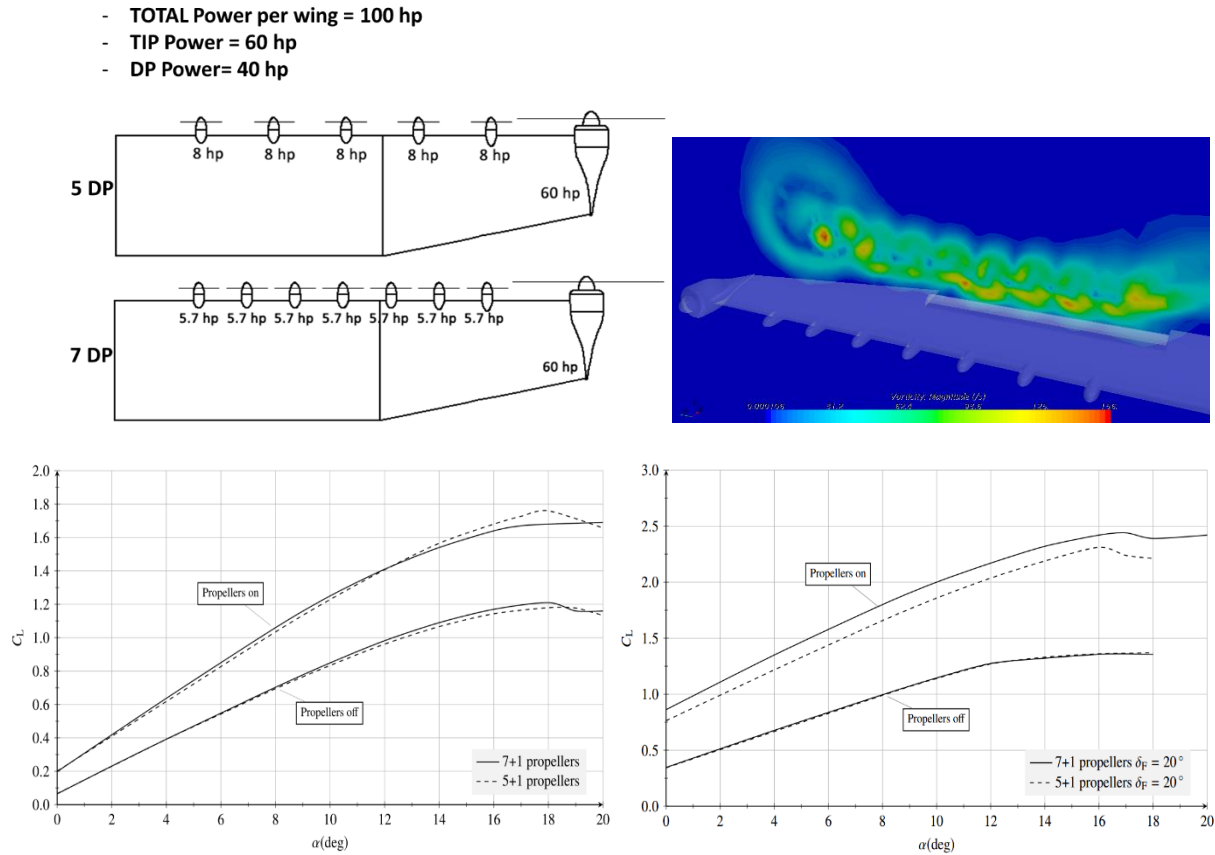 - TOTAL Power per wing = 100 hp
- TIP Power = 60 hp
- DP Power= 40 hp
5 DP
8 hp 8 hp 8 hp 8 hp 8 hp
60 hp
7 DP
5.7 hp 5.7 hp 5.7 hp 5.7 hp 5.7 hp 5.7 hp 5.7 hp
60 hp
Vorticity: Magnitude (/s)
0.000106
2.0
1.8
1.6
1.4
1.2
1.0
0.8
0.6
0.4
0.2
0.0
C_L
Propellers on
Propellers off
7+1 propellers
5+1 propellers
0 2 4 6 8 10 12 14 16 18 20
α(deg)
3.0
2.5
2.0
1.5
1.0
0.5
0.0
C_L
Propellers on
Propellers off
7+1 propellers δ_F = 20°
5+1 propellers δ_F = 20°
0 2 4 6 8 10 12 14 16 18 20
α(deg)